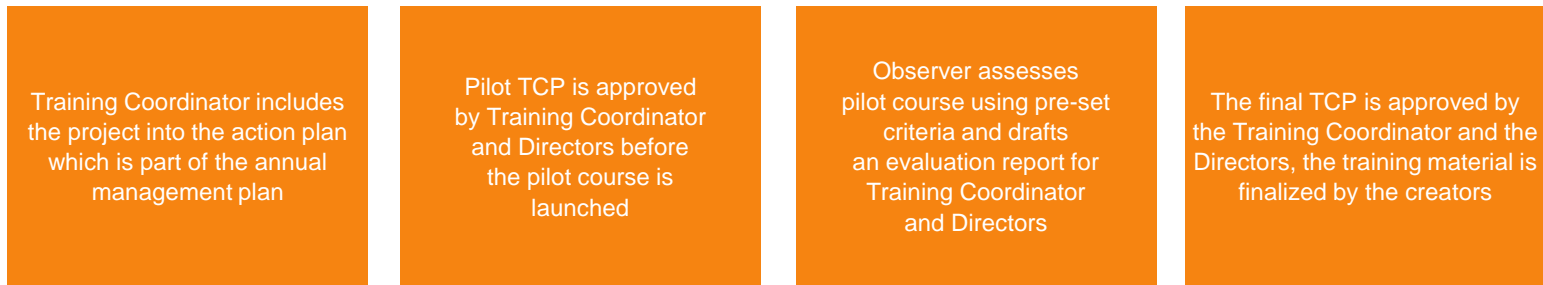 Training Coordinator includes
the project into the action plan
which is part of the annual
management plan
Pilot TCP is approved
by Training Coordinator
and Directors before
the pilot course is
launched
Observer assesses
pilot course using pre-set
criteria and drafts
an evaluation report for
Training Coordinator
and Directors
The final TCP is approved by
the Training Coordinator and the
Directors, the training material is
finalized by the creators